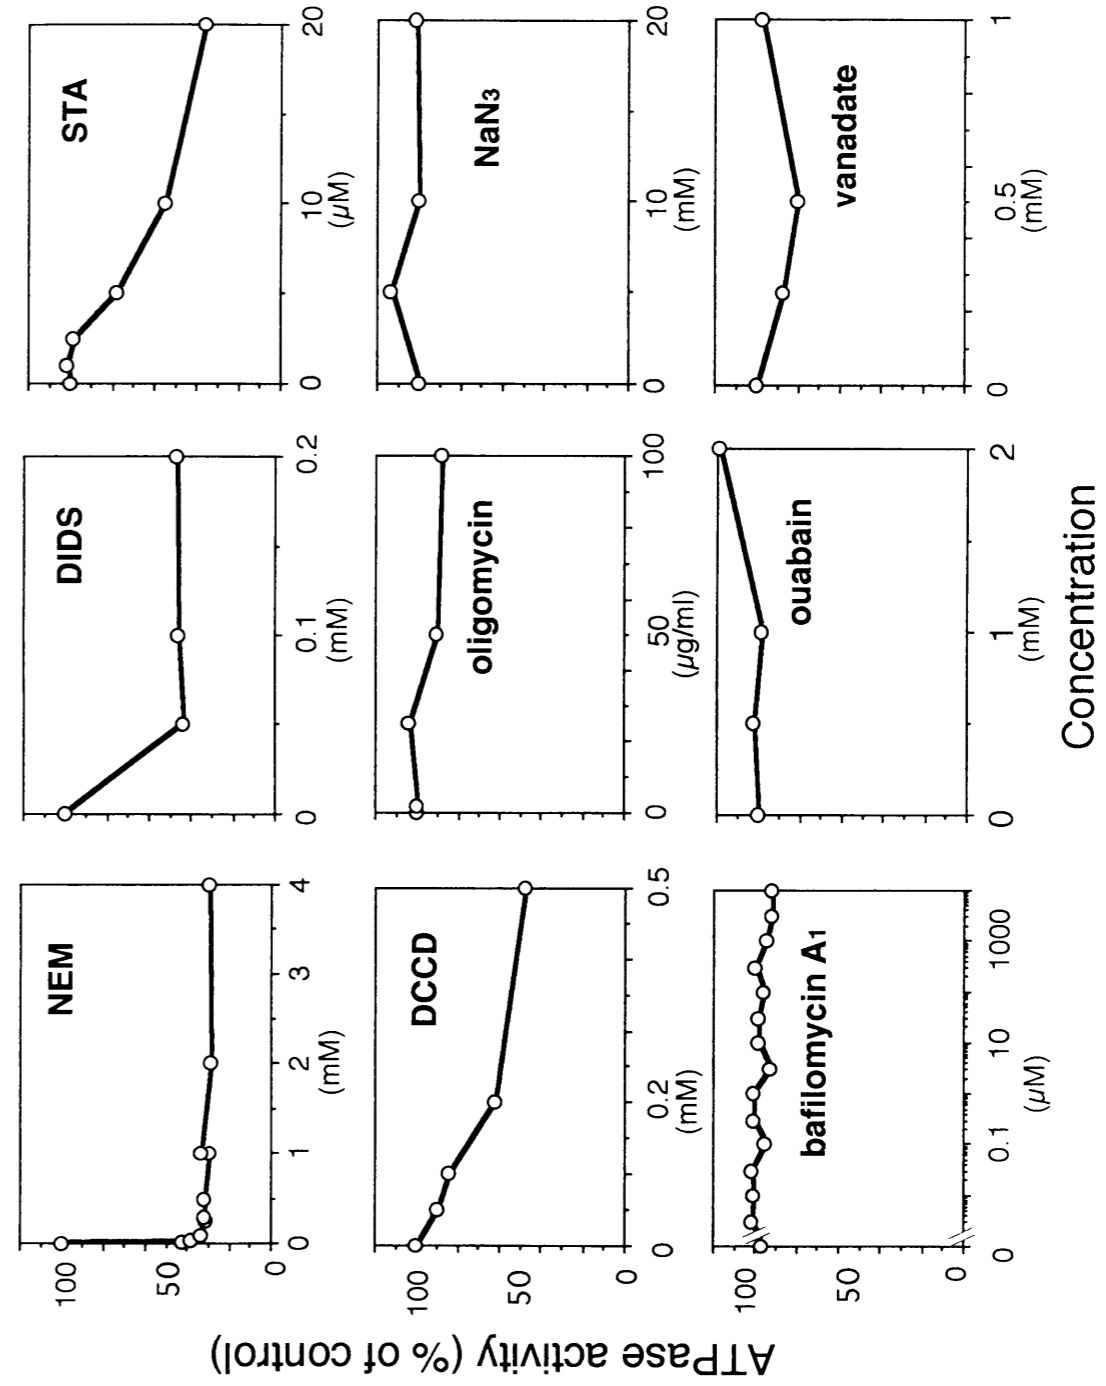 ATPase activity (% of control)
NEM
100
50
0
0
1
2
3
4
(mM)
DIDS
0
0.1
0.2
(mM)
STA
0
10
20
(µM)
DCCD
100
50
0
0
0.2
0.5
(mM)
oligomycin
0
50
100
(µg/ml)
NaN3
0
10
20
(mM)
bafilomycin A1
100
50
0
0
0.1
10
1000
(µM)
ouabain
0
1
2
(mM)
vanadate
0
0.5
1
(mM)
Concentration